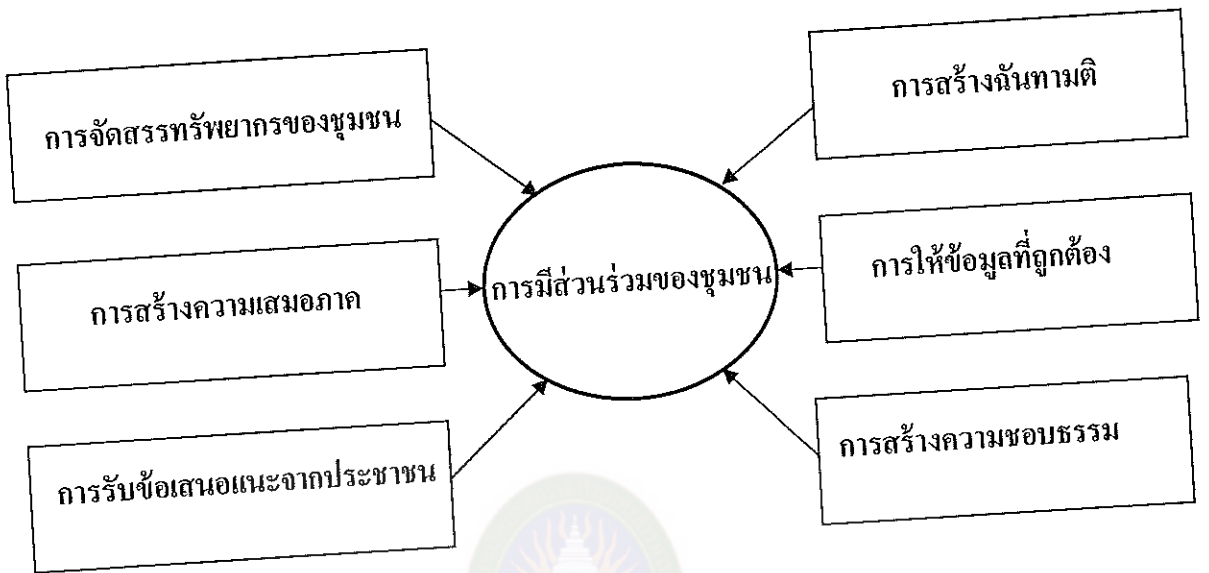 การจัดสรรทรัพยากรของชุมชน
การสร้างความเสมอภาค
การรับข้อเสนอแนะจากประชาชน
การมีส่วนร่วมของชุมชน
การสร้างฉันทามติ
การให้ข้อมูลที่ถูกต้อง
การสร้างความชอบธรรม